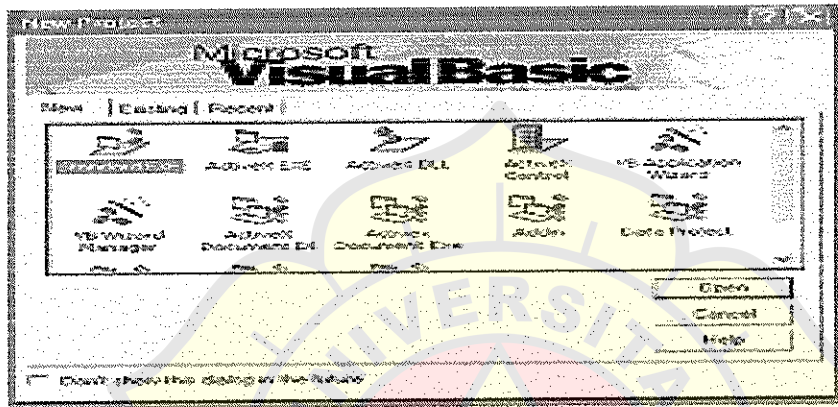 New Project
Microsoft
Visual Basic
New Existing Recent
ActiveX EXE ActiveX DLL ActiveX Control VB Application Wizard
VB Wizard Manager ActiveX Document Dll ActiveX Document Exe Addin Data Project
Open
Cancel
Help
Don't show this dialog in the future
UNIVERSITA